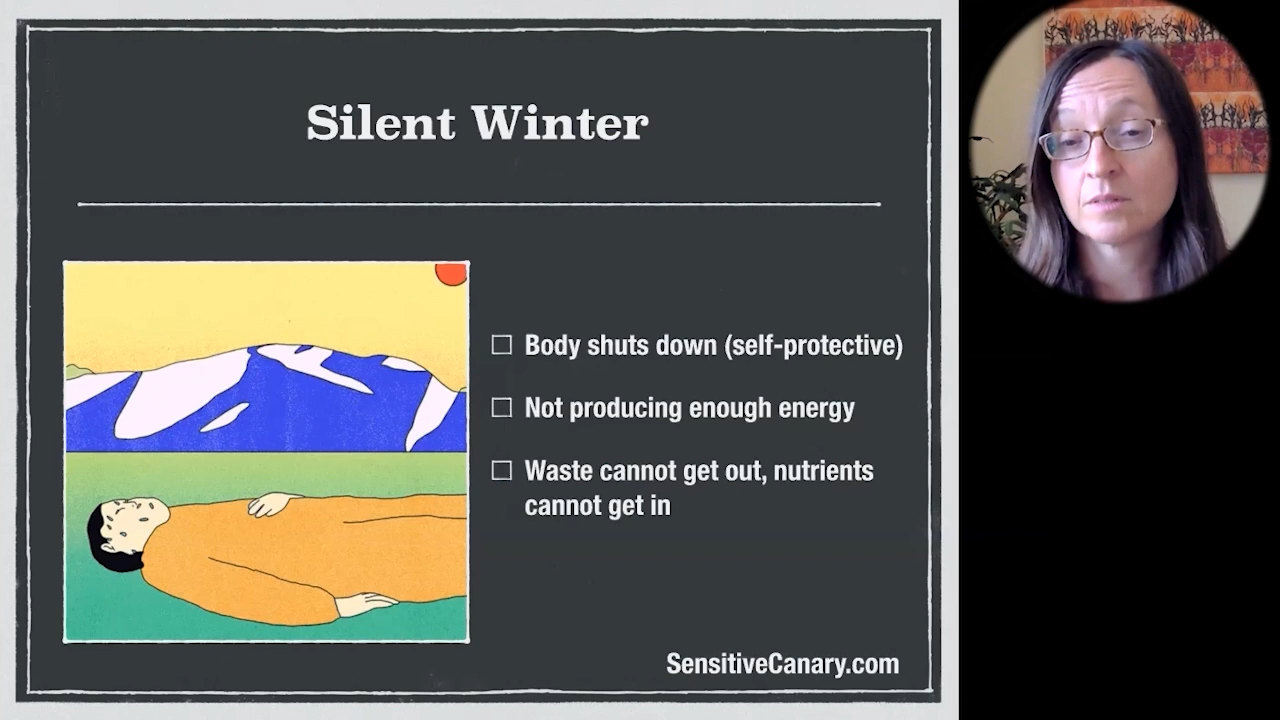 Silent Winter
Body shuts down (self-protective)
Not producing enough energy
Waste cannot get out, nutrients
cannot get in
SensitiveCanary.com